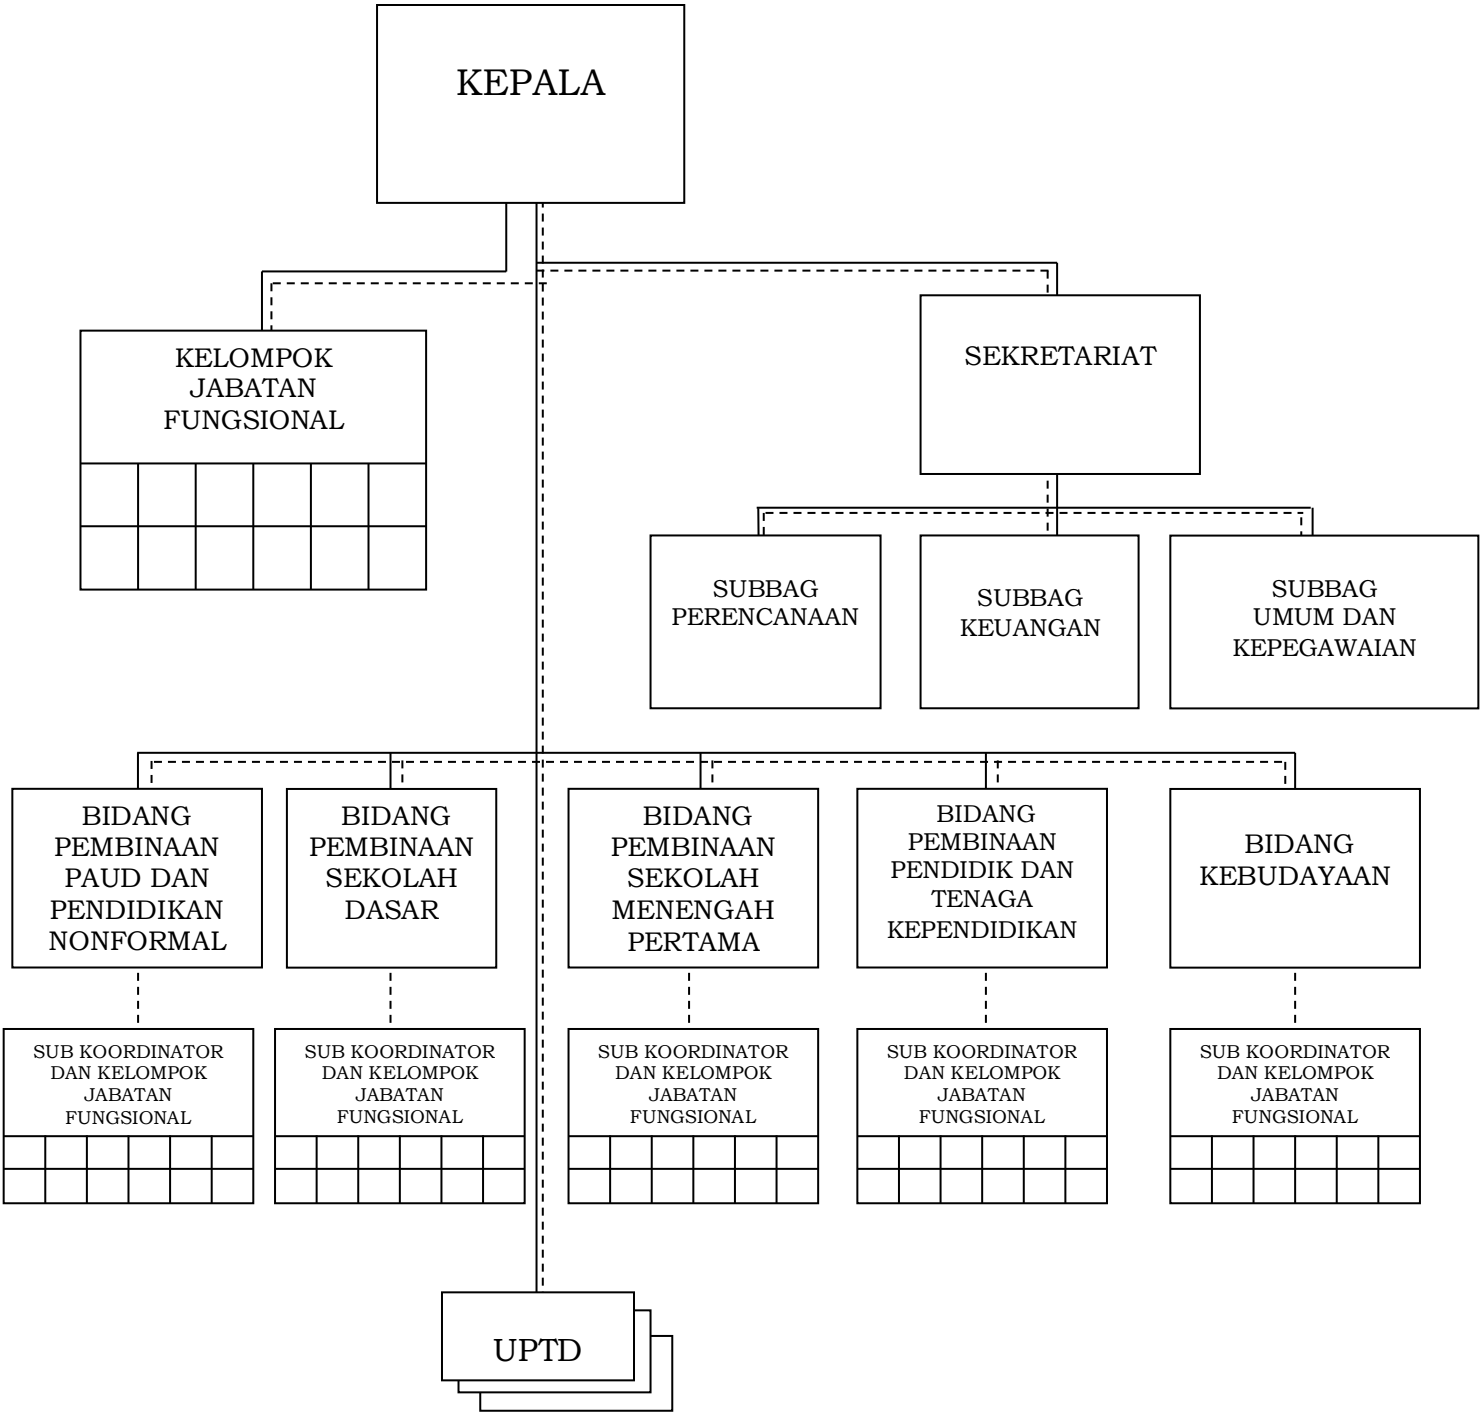 KEPALA
KELOMPOK
JABATAN
FUNGSIONAL
SEKRETARIAT
SUBBAG
PERENCANAAN
SUBBAG
KEUANGAN
SUBBAG
UMUM DAN
KEPEGAWAIAN
BIDANG
PEMBINAAN
PAUD DAN
PENDIDIKAN
NONFORMAL
BIDANG
PEMBINAAN
SEKOLAH
DASAR
BIDANG
PEMBINAAN
SEKOLAH
MENENGAH
PERTAMA
BIDANG
PEMBINAAN
PENDIDIK DAN
TENAGA
KEPENDIDIKAN
BIDANG
KEBUDAYAAN
SUB KOORDINATOR
DAN KELOMPOK
JABATAN
FUNGSIONAL
SUB KOORDINATOR
DAN KELOMPOK
JABATAN
FUNGSIONAL
SUB KOORDINATOR
DAN KELOMPOK
JABATAN
FUNGSIONAL
SUB KOORDINATOR
DAN KELOMPOK
JABATAN
FUNGSIONAL
SUB KOORDINATOR
DAN KELOMPOK
JABATAN
FUNGSIONAL
UPTD